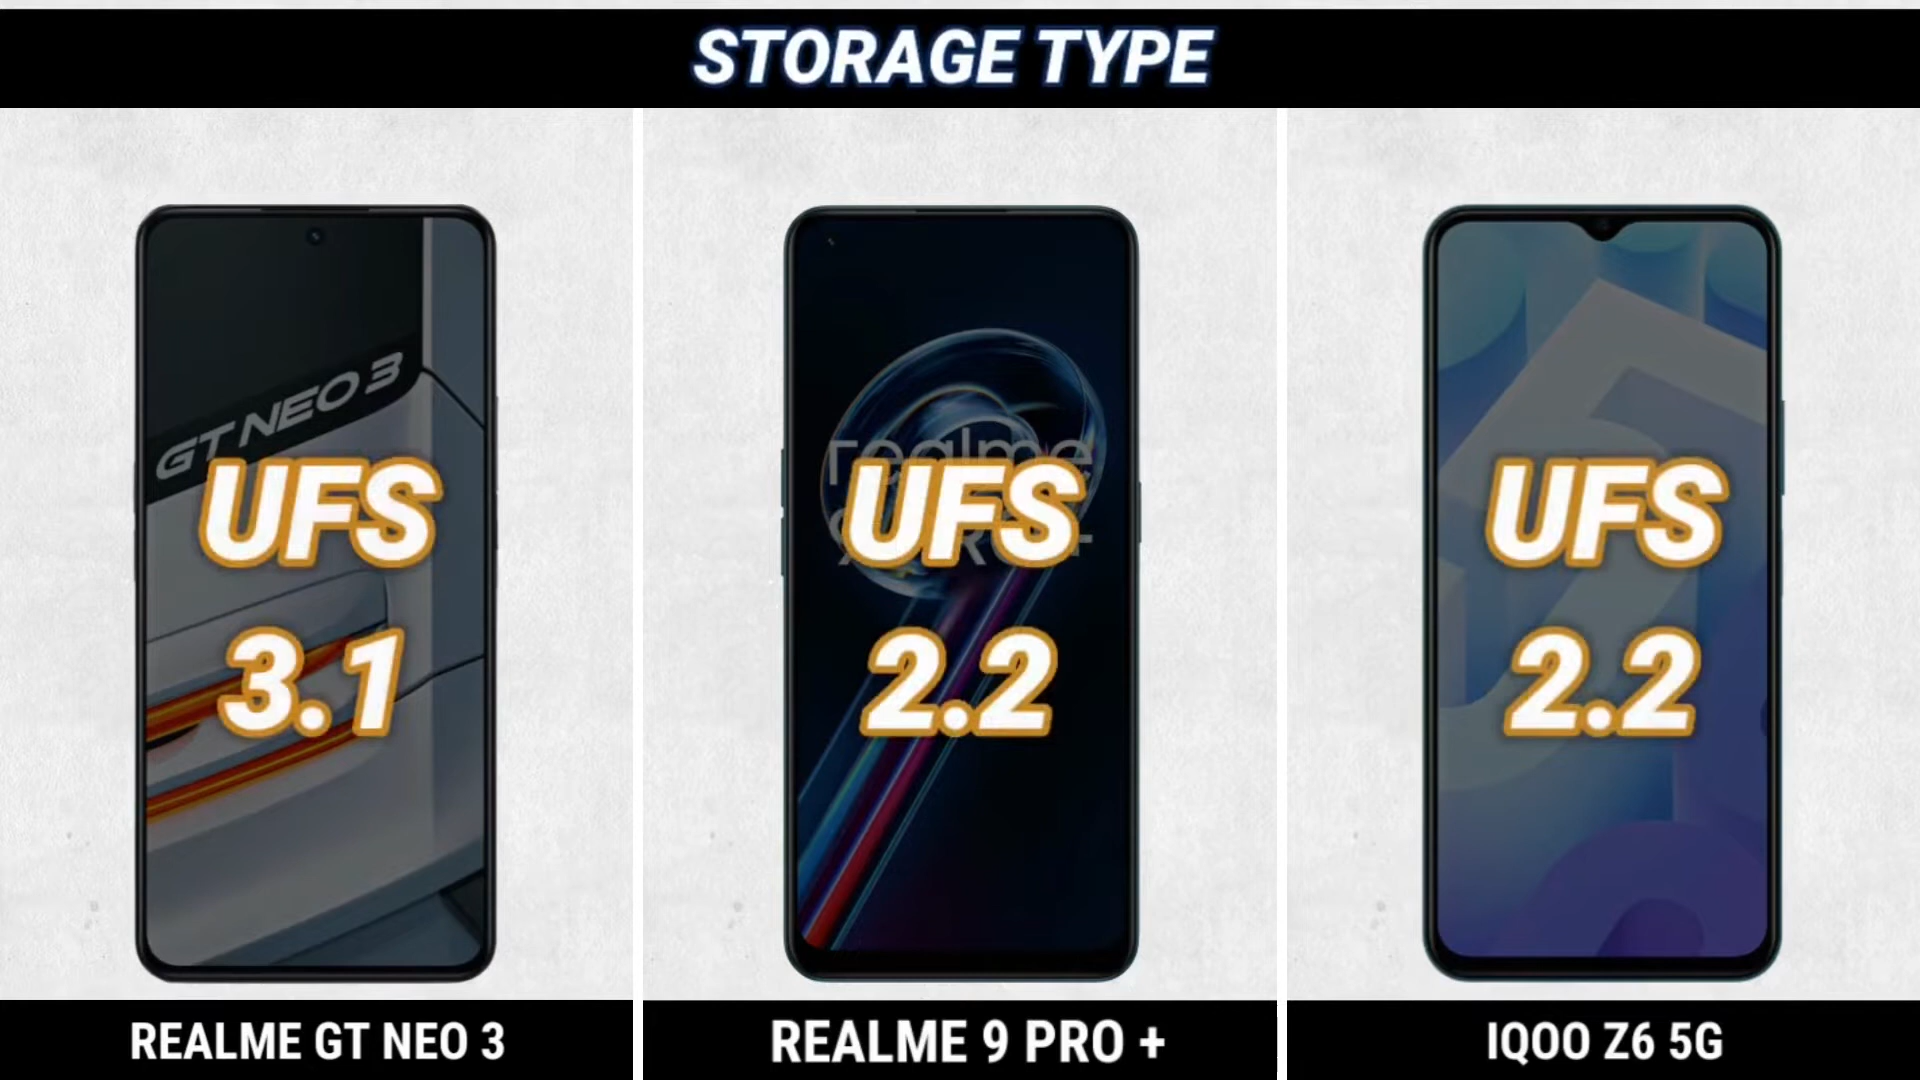 STORAGE TYPE
GT NEO 3
UFS
3.1
REALME GT NEO 3
realme
UFS
2.2
REALME 9 PRO +
UFS
2.2
IQOO Z6 5G